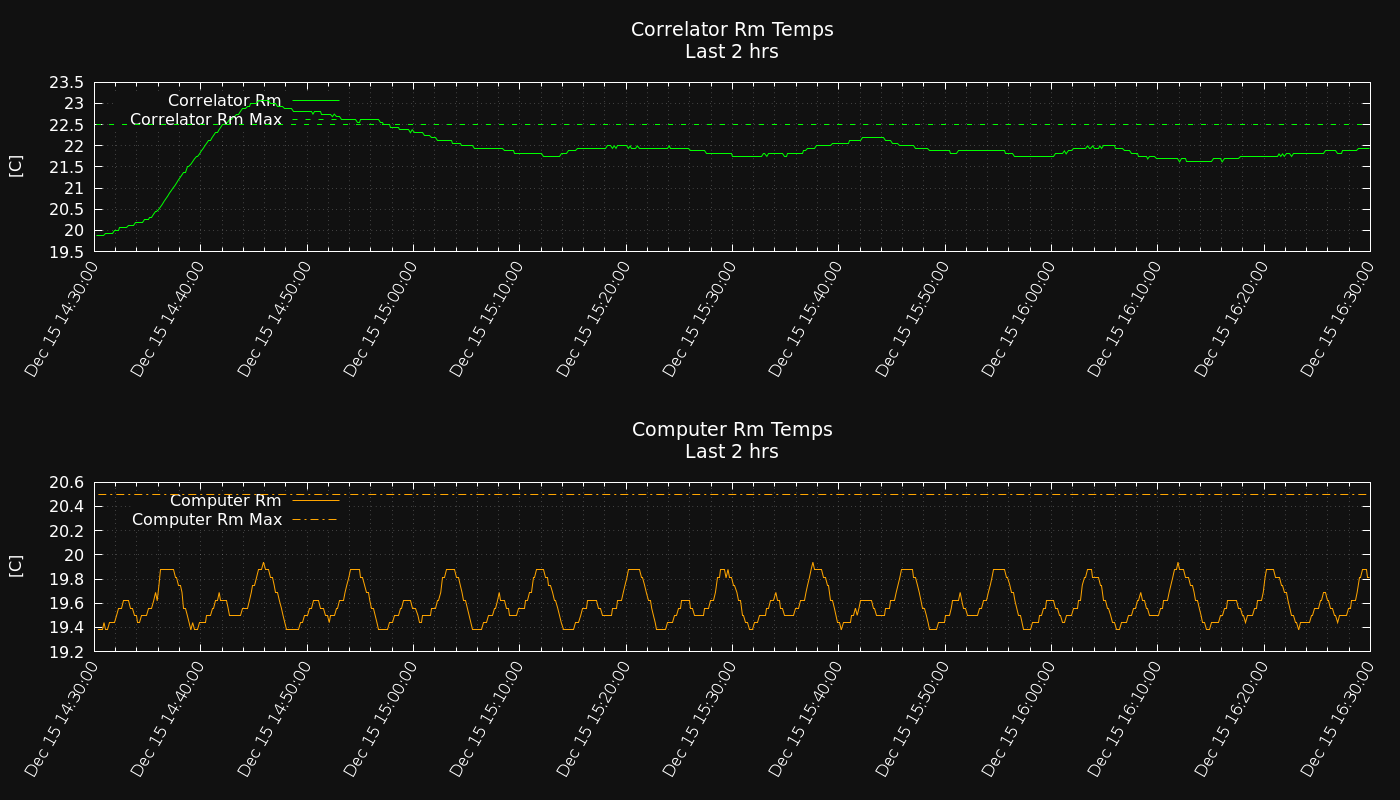 Correlator Rm Temps
Last 2 hrs
[C]
23.5
23
22.5
22
21.5
21
20.5
20
19.5
Correlator Rm
Correlator Rm Max
Dec 15 14:30:00
Dec 15 14:40:00
Dec 15 14:50:00
Dec 15 15:00:00
Dec 15 15:10:00
Dec 15 15:20:00
Dec 15 15:30:00
Dec 15 15:40:00
Dec 15 15:50:00
Dec 15 16:00:00
Dec 15 16:10:00
Dec 15 16:20:00
Dec 15 16:30:00
Computer Rm Temps
Last 2 hrs
[C]
20.6
20.4
20.2
20
19.8
19.6
19.4
19.2
Computer Rm
Computer Rm Max
Dec 15 14:30:00
Dec 15 14:40:00
Dec 15 14:50:00
Dec 15 15:00:00
Dec 15 15:10:00
Dec 15 15:20:00
Dec 15 15:30:00
Dec 15 15:40:00
Dec 15 15:50:00
Dec 15 16:00:00
Dec 15 16:10:00
Dec 15 16:20:00
Dec 15 16:30:00